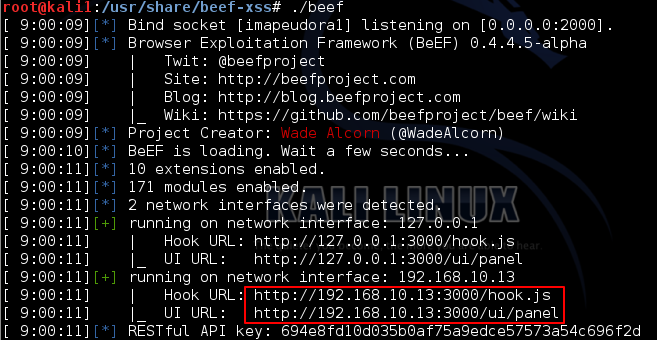 root@kali1:/usr/share/beef-xss# ./beef
[ 9:00:09][*] Bind socket [imapeudora1] listening on [0.0.0.0:2000].
[ 9:00:09][*] Browser Exploitation Framework (BeEF) 0.4.4.5-alpha
[ 9:00:09]    |   Twit: @beefproject
[ 9:00:09]    |   Site: http://beefproject.com
[ 9:00:09]    |   Blog: http://blog.beefproject.com
[ 9:00:09]    |_  Wiki: https://github.com/beefproject/beef/wiki
[ 9:00:09][*] Project Creator: Wade Alcorn (@WadeAlcorn)
[ 9:00:10][*] BeEF is loading. Wait a few seconds...
[ 9:00:11][*] 10 extensions enabled.
[ 9:00:11][*] 171 modules enabled.
[ 9:00:11][*] 2 network interfaces were detected.
[ 9:00:11][+] running on network interface: 127.0.0.1
[ 9:00:11]    |   Hook URL: http://127.0.0.1:3000/hook.js
[ 9:00:11]    |_  UI URL:   http://127.0.0.1:3000/ui/panel
[ 9:00:11][+] running on network interface: 192.168.10.13
[ 9:00:11]    |   Hook URL: http://192.168.10.13:3000/hook.js
[ 9:00:11]    |_  UI URL:   http://192.168.10.13:3000/ui/panel
[ 9:00:11][*] RESTful API key: 694e8fd10d035b0af75a9edce57573a54c696f2d
KALI LINUX
hear.